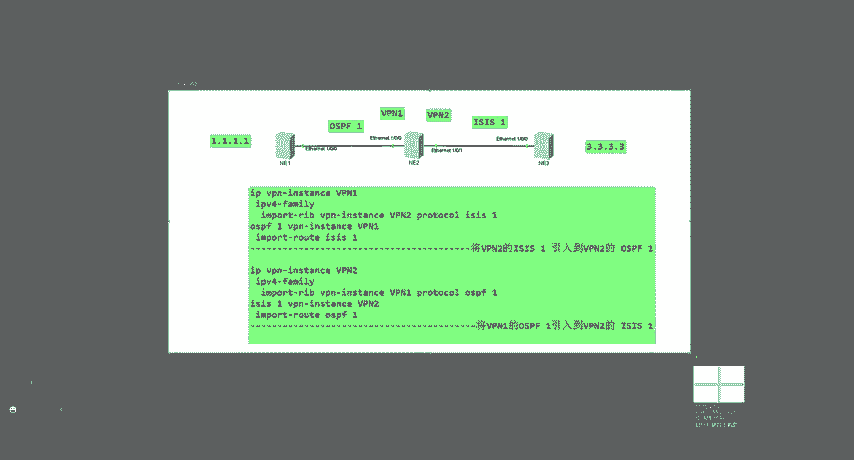 VPN1
VPN2
OSPF 1
ISIS 1
1.1.1.1
Ethernet 1/0/0
Ethernet 1/0/0
Ethernet 1/0/0
Ethernet 1/0/1
3.3.3.3
NE1
NE2
NE3
ip vpn-instance VPN1
ipv4-family
import-rib vpn-instance VPN2 protocol isis 1
ospf 1 vpn-instance VPN1
import-route isis 1
----------------------------------------将VPN2的ISIS 1 引入到VPN2的 OSPF 1
ip vpn-instance VPN2
ipv4-family
import-rib vpn-instance VPN1 protocol ospf 1
isis 1 vpn-instance VPN2
import-route ospf 1
-----------------------------------------将VPN1的OSPF 1引入到VPN2的 ISIS 1